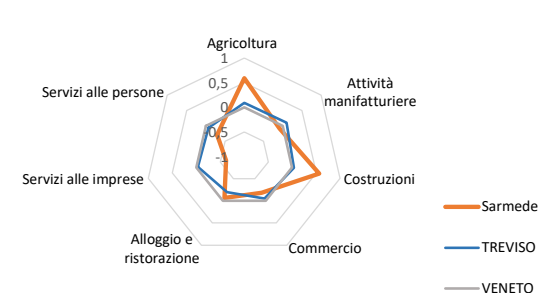 Agricoltura
1
0,5
0
-0,5
-1
Attività
manifatturiere
Costruzioni
Commercio
Alloggio e
ristorazione
Servizi alle imprese
Servizi alle persone
Sarmede
TREVISO
VENETO